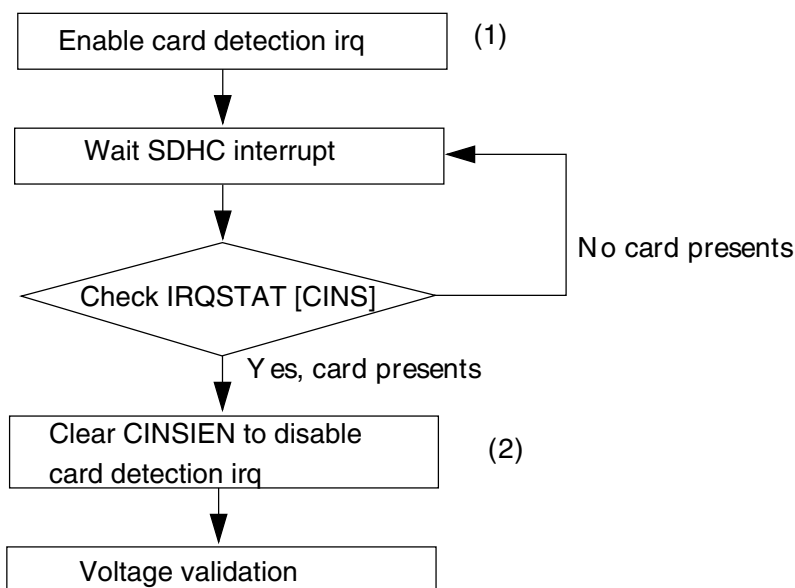 Enable card detection irq
(1)
Wait SDHC interrupt
No card presents
Check IRQSTAT [CINS]
Yes, card presents
Clear CINSIEN to disable
card detection irq
(2)
Voltage validation